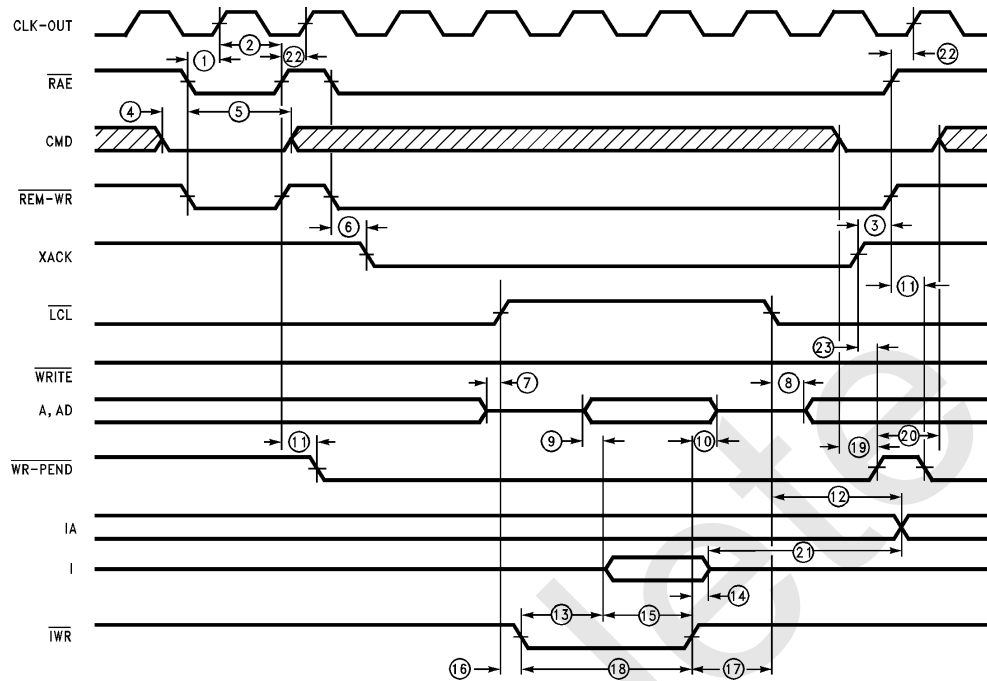 CLK-OUT
1 2 22 22
RAE
4 5
CMD
REM-WR
6 3
XACK
11
LCL
23
WRITE
7 8
A, AD
9 10 19 20
11
WR-PEND
12
IA
21
I
14
13 15
IWR
16 18 17
lete